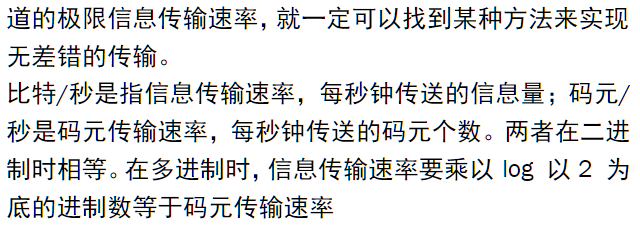 道的极限信息传输速率，就一定可以找到某种方法来实现
无差错的传输。
比特/秒是指信息传输速率，每秒钟传送的信息量；码元/
秒是码元传输速率，每秒钟传送的码元个数。两者在二进
制时相等。在多进制时，信息传输速率要乘以 log 以 2 为
底的进制数等于码元传输速率